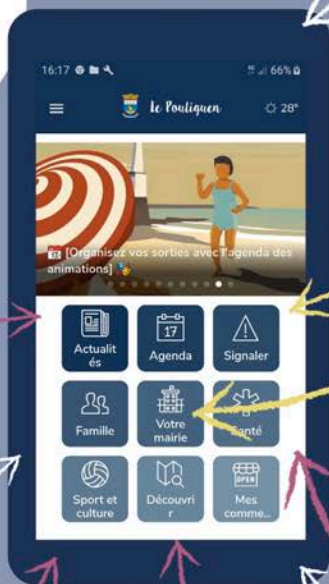 16:17
66%
le Pouliguen
28°
[Organisez vos sorties avec l'agenda des
animations]
Actualit
és
17
Agenda
Signaler
Famille
Votre
mairie
Santé
Sport et
culture
Découvri
r
OPEN
Mes
comme...